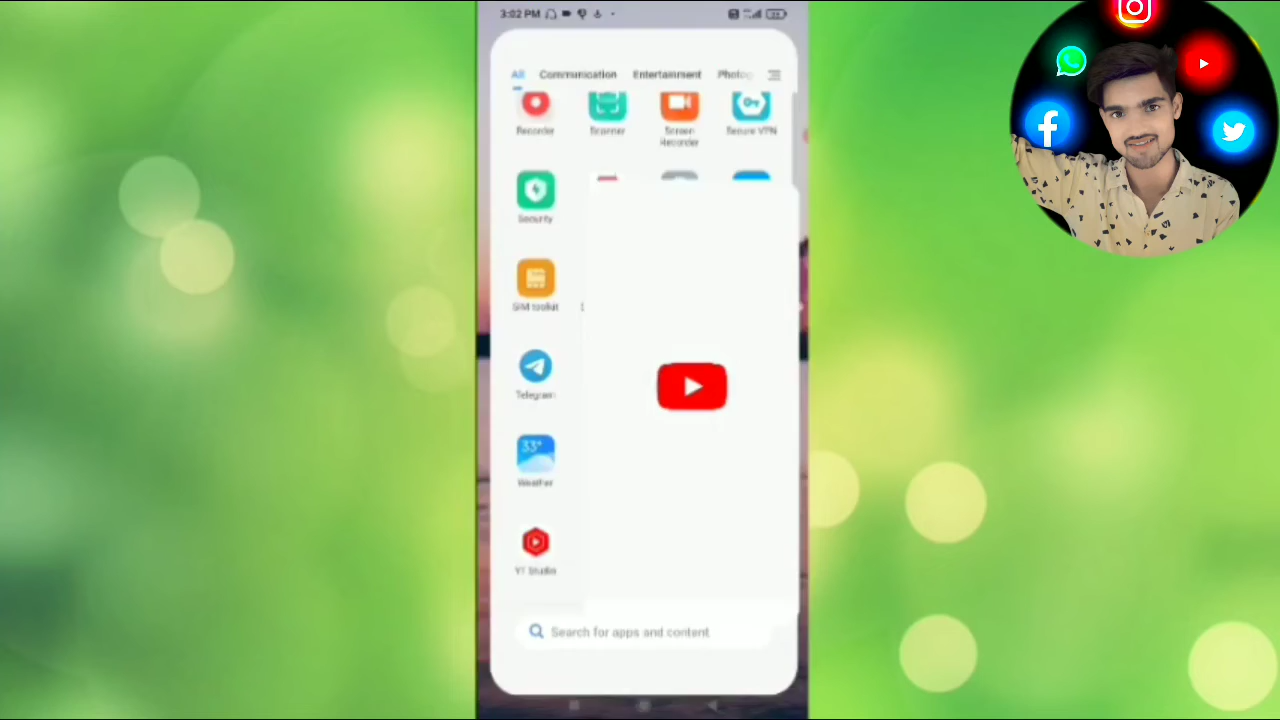 3:02 PM
All Communication Entertainment Photog
Recorder Scanner Screen Recorder Secure VPN
Security
SIM toolkit
Telegram
33°
Weather
YT Studio
Search for apps and content